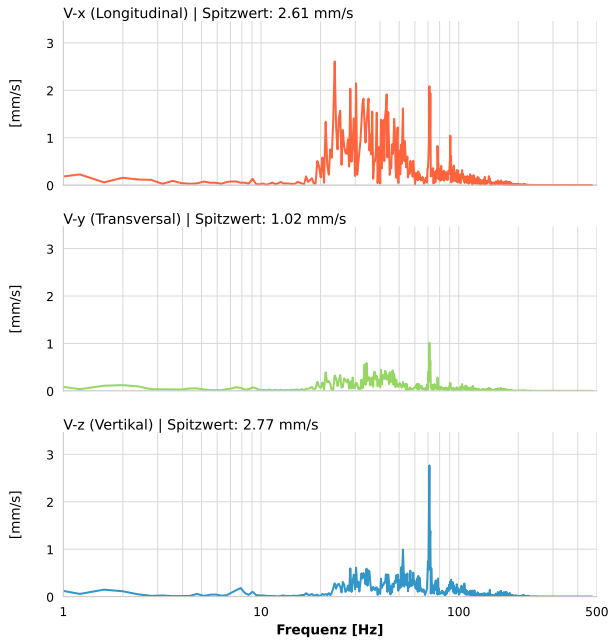 V-x (Longitudinal) | Spitzwert: 2.61 mm/s
[mm/s]
3
2
1
0
V-y (Transversal) | Spitzwert: 1.02 mm/s
[mm/s]
3
2
1
0
V-z (Vertikal) | Spitzwert: 2.77 mm/s
[mm/s]
3
2
1
0
1 10 100 500
Frequenz [Hz]